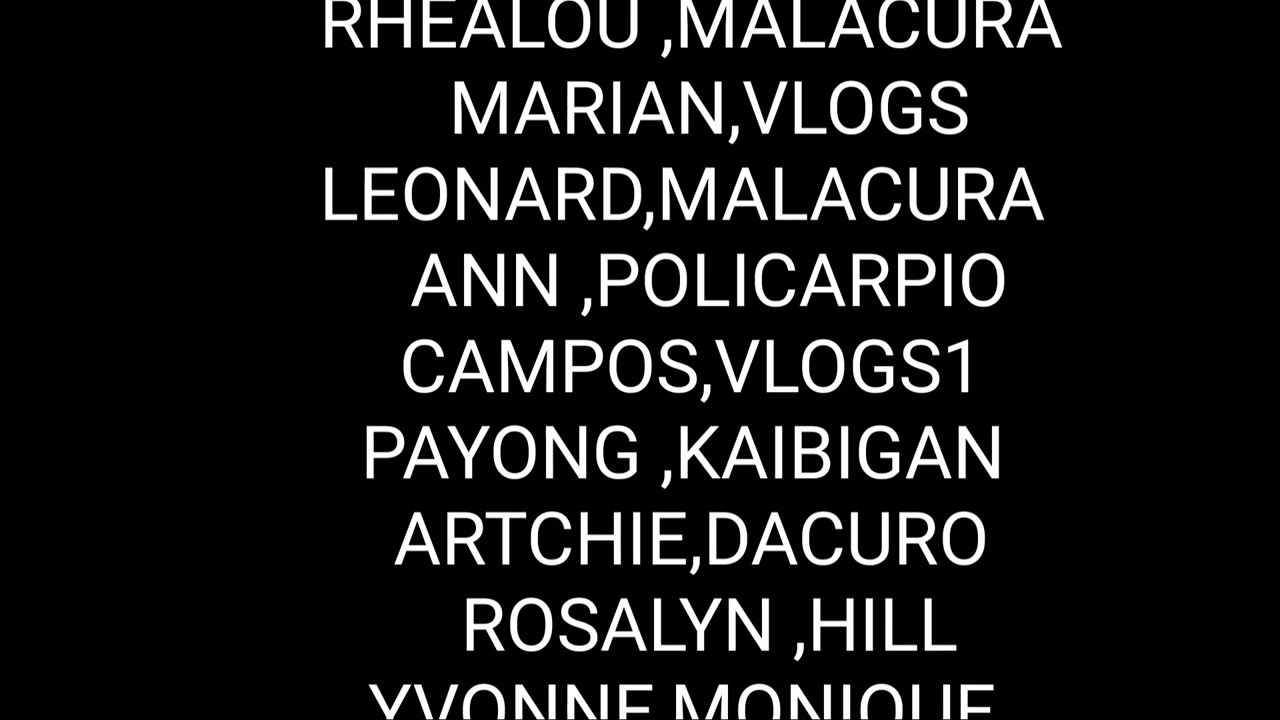 RHEALOU ,MALACURA
MARIAN,VLOGS
LEONARD,MALACURA
ANN ,POLICARPIO
CAMPOS,VLOGS1
PAYONG ,KAIBIGAN
ARTCHIE,DACURO
ROSALYN ,HILL
YVONNE MONIQUE